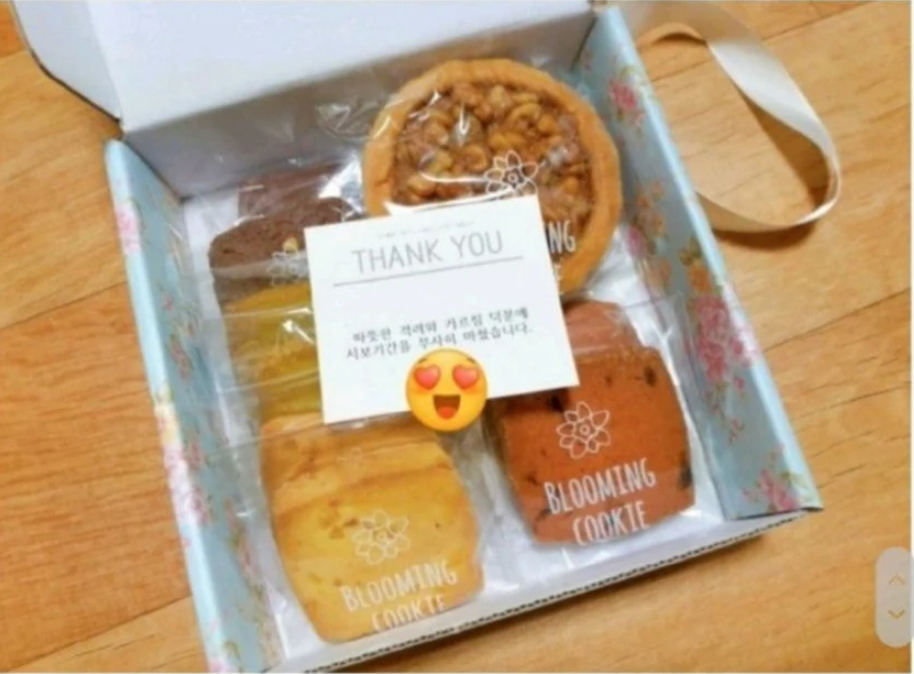 THANK YOU
따뜻한 격려와 가르침 덕분에
시보기간을 무사히 마쳤습니다.
NG
BLOOMING
COOKIE
BLOOMING
COOKIE